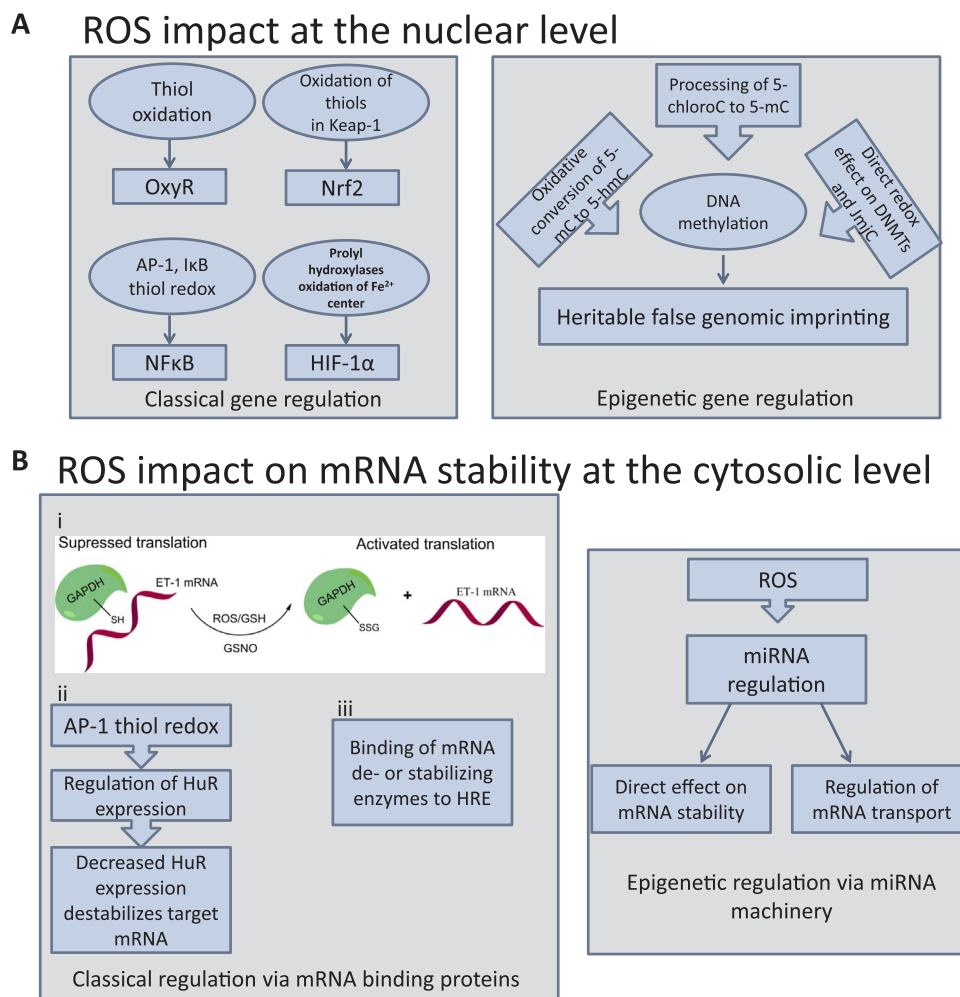 A
ROS impact at the nuclear level
Thiol
oxidation
OxyR
Oxidation of
thiols
in Keap-1
Nrf2
AP-1, IκB
thiol redox
NFκB
Prolyl
hydroxylases
oxidation of Fe²⁺
center
HIF-1α
Classical gene regulation
Processing of 5-
chloroC to 5-mC
Oxidative
conversion of 5-
mC to 5-hmC
DNA
methylation
Direct redox
effect on DNMTs
and JmjC
Heritable false genomic imprinting
Epigenetic gene regulation
B
ROS impact on mRNA stability at the cytosolic level
i
Supressed translation
GAPDH
SH
ET-1 mRNA
ROS/GSH
GSNO
Activated translation
GAPDH
SSG
+
ET-1 mRNA
ii
AP-1 thiol redox
Regulation of HuR
expression
Decreased HuR
expression
destabilizes target
mRNA
iii
Binding of mRNA
de- or stabilizing
enzymes to HRE
Classical regulation via mRNA binding proteins
ROS
miRNA
regulation
Direct effect on
mRNA stability
Regulation of
mRNA transport
Epigenetic regulation via miRNA
machinery